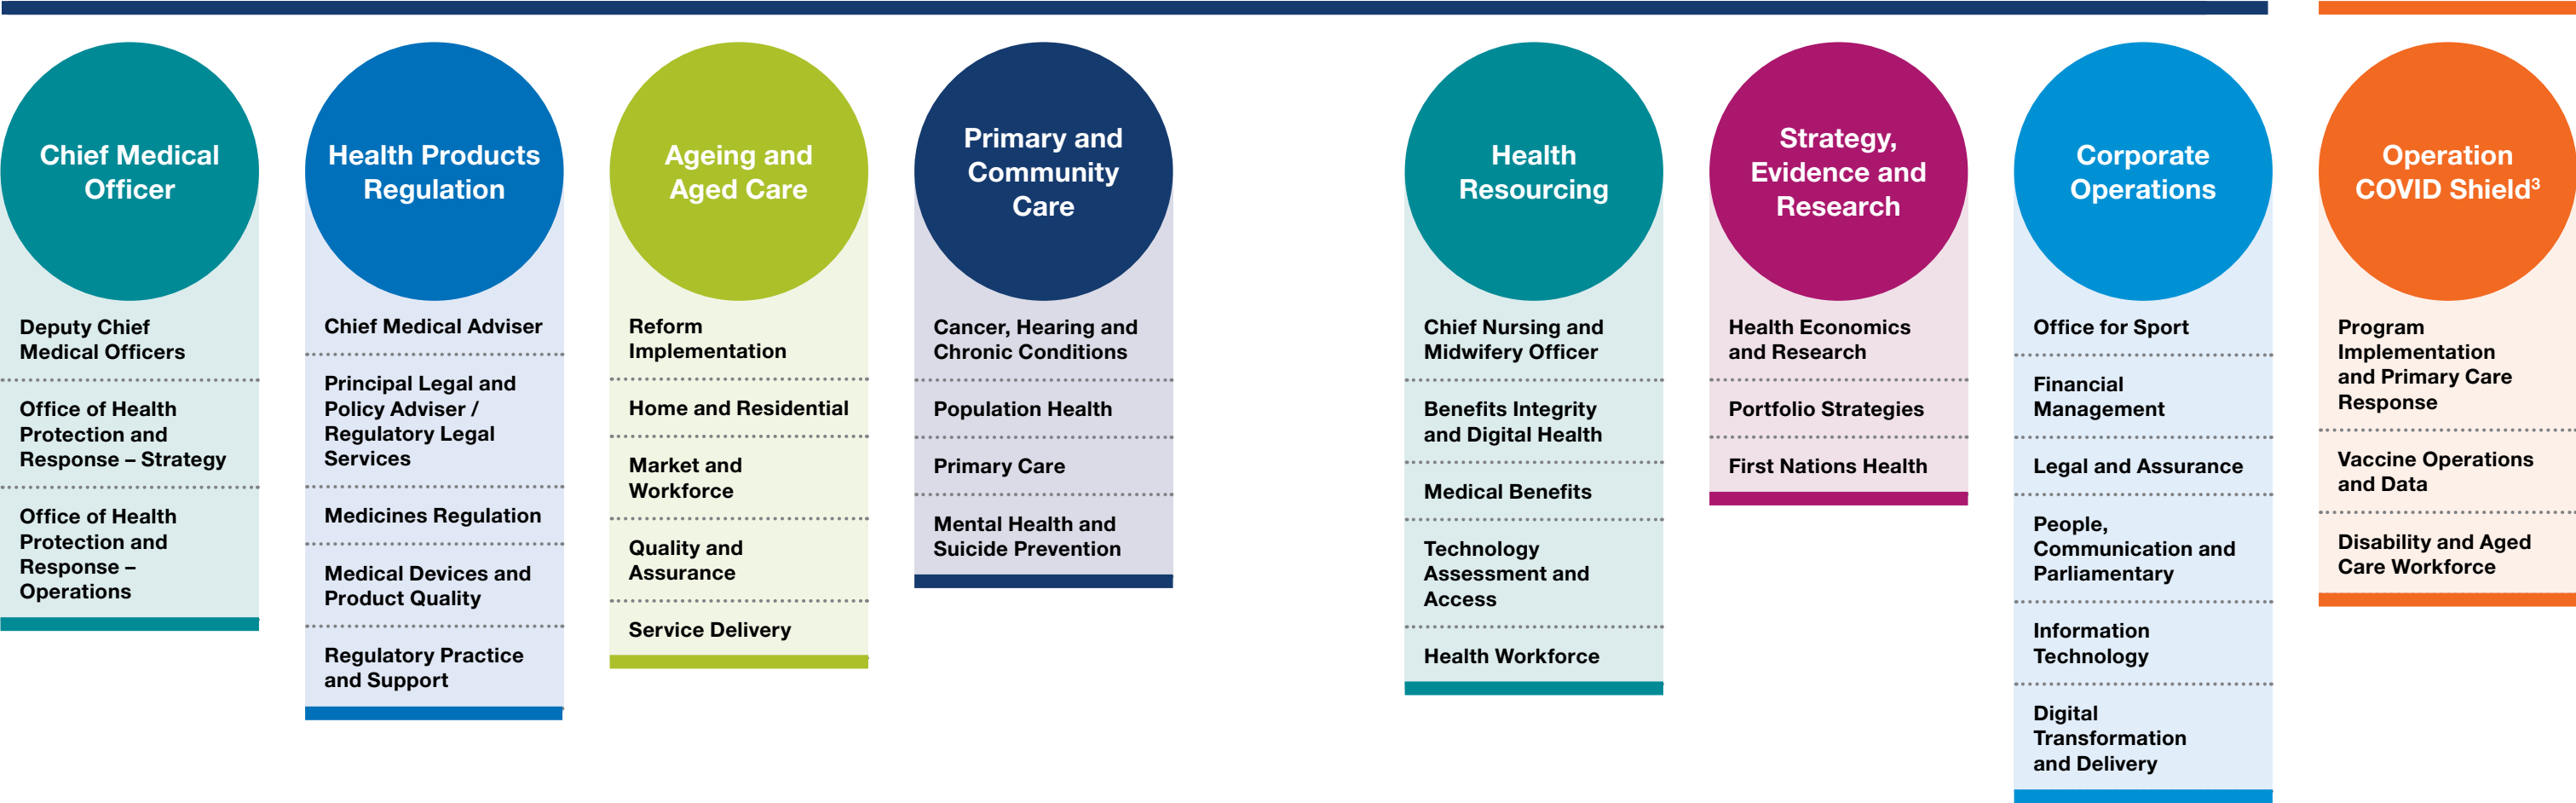 Chief Medical
Officer
Deputy Chief
Medical Officers
Office of Health
Protection and
Response – Strategy
Office of Health
Protection and
Response –
Operations
Health Products
Regulation
Chief Medical Adviser
Principal Legal and
Policy Adviser /
Regulatory Legal
Services
Medicines Regulation
Medical Devices and
Product Quality
Regulatory Practice
and Support
Ageing and
Aged Care
Reform
Implementation
Home and Residential
Market and
Workforce
Quality and
Assurance
Service Delivery
Primary and
Community
Care
Cancer, Hearing and
Chronic Conditions
Population Health
Primary Care
Mental Health and
Suicide Prevention
Health
Resourcing
Chief Nursing and
Midwifery Officer
Benefits Integrity
and Digital Health
Medical Benefits
Technology
Assessment and
Access
Health Workforce
Strategy,
Evidence and
Research
Health Economics
and Research
Portfolio Strategies
First Nations Health
Corporate
Operations
Office for Sport
Financial
Management
Legal and Assurance
People,
Communication and
Parliamentary
Information
Technology
Digital
Transformation
and Delivery
Operation
COVID Shield³
Program
Implementation
and Primary Care
Response
Vaccine Operations
and Data
Disability and Aged
Care Workforce